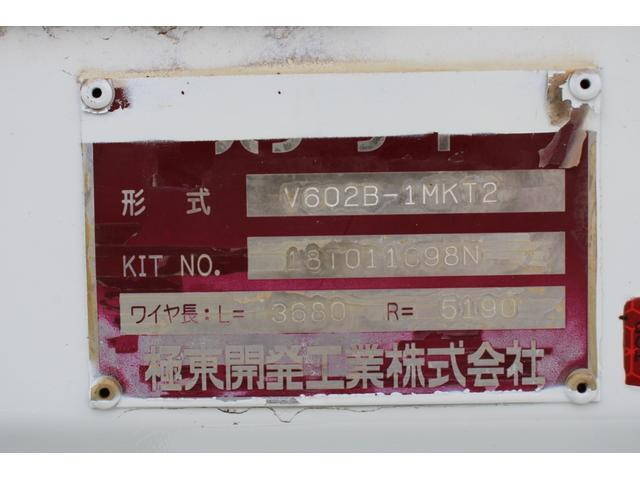 形式 V602B-1MKT2
KIT NO. 18T011098N
ワイヤ長:L= 3680 R= 5190
極東開発工業株式会社